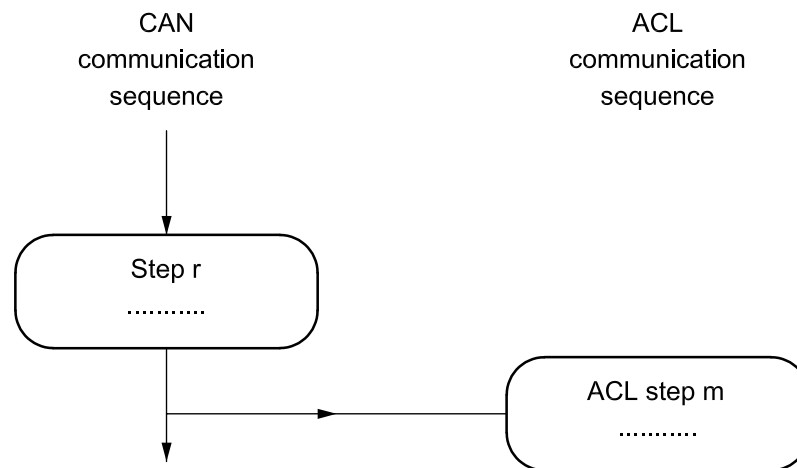 CAN
communication
sequence
ACL
communication
sequence
Step r
...........
ACL step m
...........